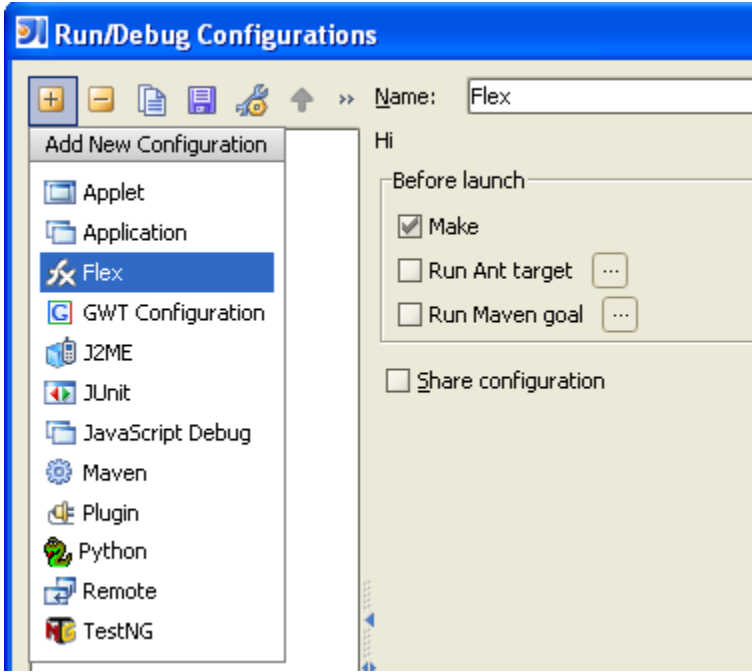 Run/Debug Configurations
Name: Flex
Add New Configuration
Hi
Applet
Before launch
Application
Make
Flex
Run Ant target ...
GWT Configuration
Run Maven goal ...
J2ME
Share configuration
JUnit
JavaScript Debug
Maven
Plugin
Python
Remote
TestNG